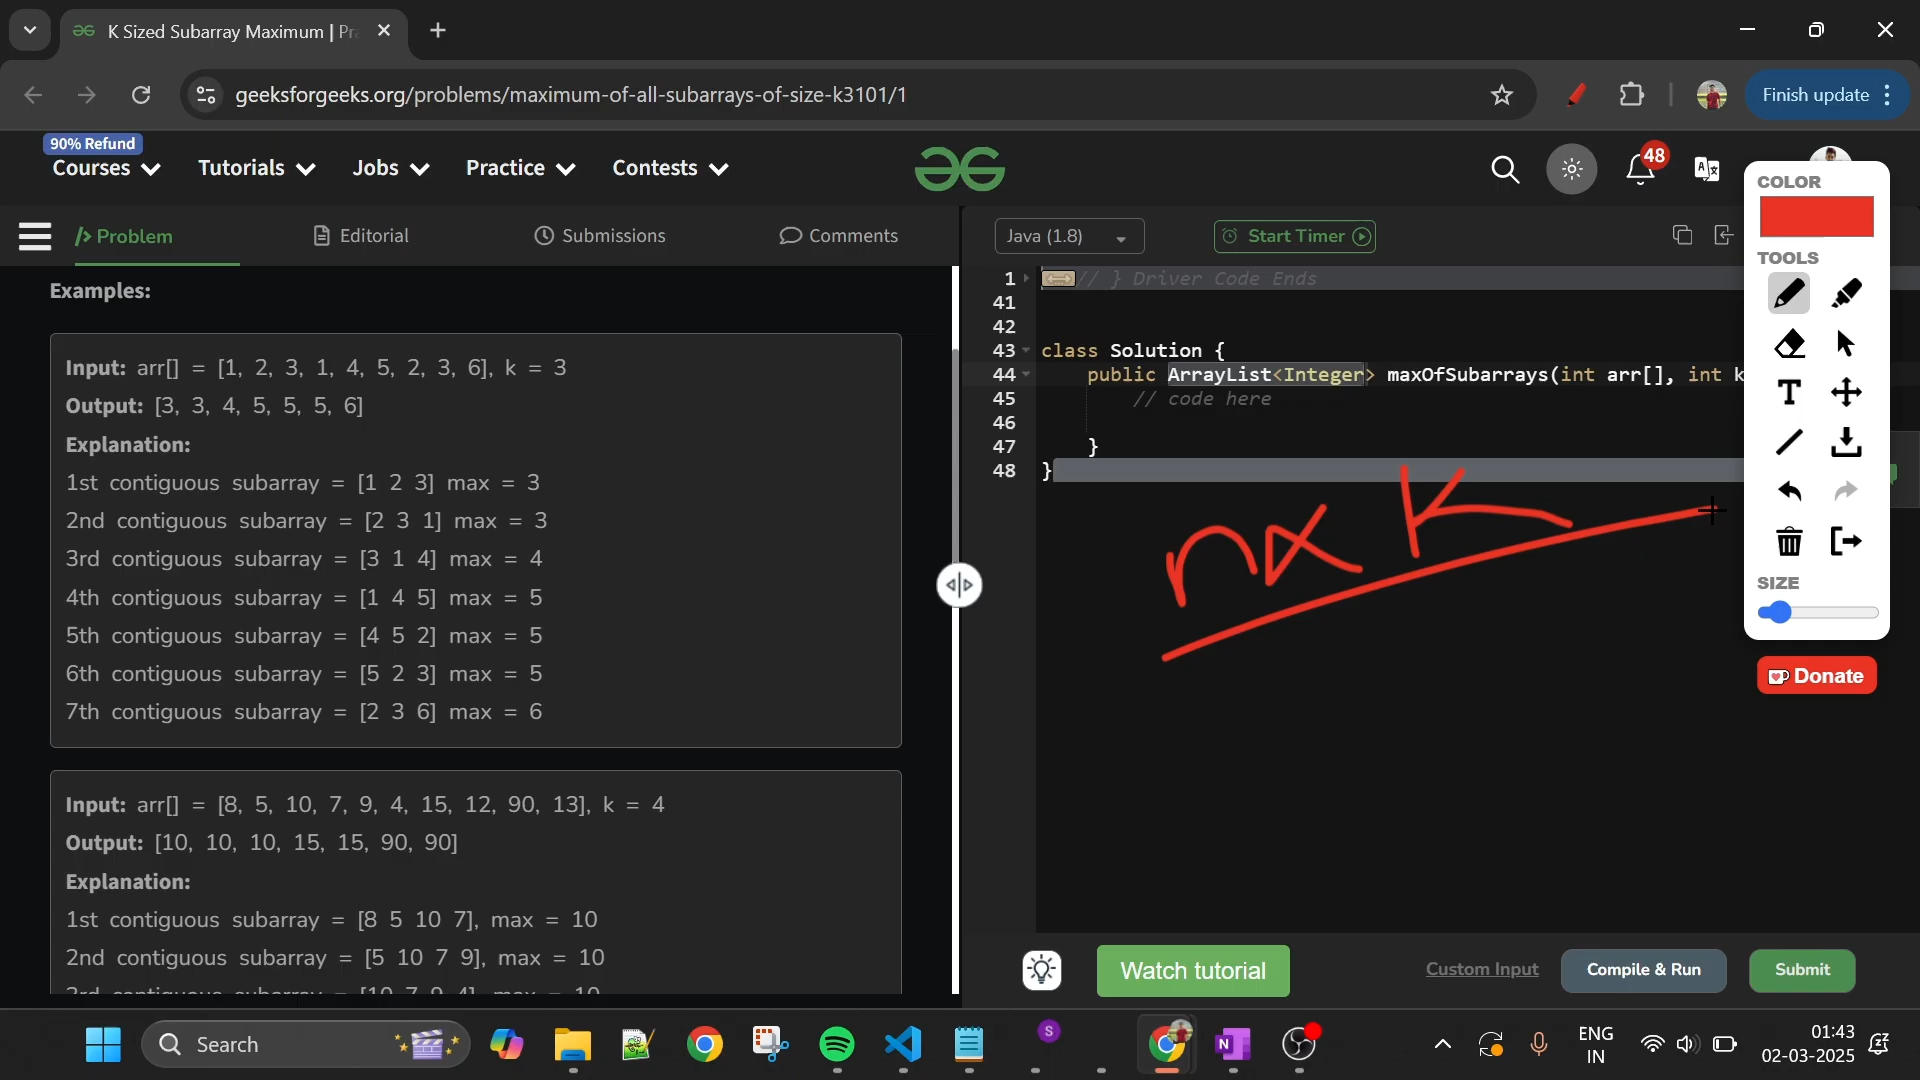 K Sized Subarray Maximum | Pra
geeksforgeeks.org/problems/maximum-of-all-subarrays-of-size-k3101/1
Finish update
90% Refund
Courses
Tutorials
Jobs
Practice
Contests
48
Problem
Editorial
Submissions
Comments
Java (1.8)
Start Timer
Examples:
Input: arr[] = [1, 2, 3, 1, 4, 5, 2, 3, 6], k = 3
Output: [3, 3, 4, 5, 5, 5, 6]
Explanation:
1st contiguous subarray = [1 2 3] max = 3
2nd contiguous subarray = [2 3 1] max = 3
3rd contiguous subarray = [3 1 4] max = 4
4th contiguous subarray = [1 4 5] max = 5
5th contiguous subarray = [4 5 2] max = 5
6th contiguous subarray = [5 2 3] max = 5
7th contiguous subarray = [2 3 6] max = 6
Input: arr[] = [8, 5, 10, 7, 9, 4, 15, 12, 90, 13], k = 4
Output: [10, 10, 10, 15, 15, 90, 90]
Explanation:
1st contiguous subarray = [8 5 10 7], max = 10
2nd contiguous subarray = [5 10 7 9], max = 10
3rd contiguous subarray = [10 7 9 4], max = 10
1 // } Driver Code Ends
41
42
43 class Solution {
44 public ArrayList<Integer> maxOfSubarrays(int arr[], int k
45 // code here
46
47 }
48 }
n x K
COLOR
TOOLS
T
SIZE
Donate
Watch tutorial
Custom Input
Compile & Run
Submit
Search
S
N
ENG
IN
01:43
02-03-2025